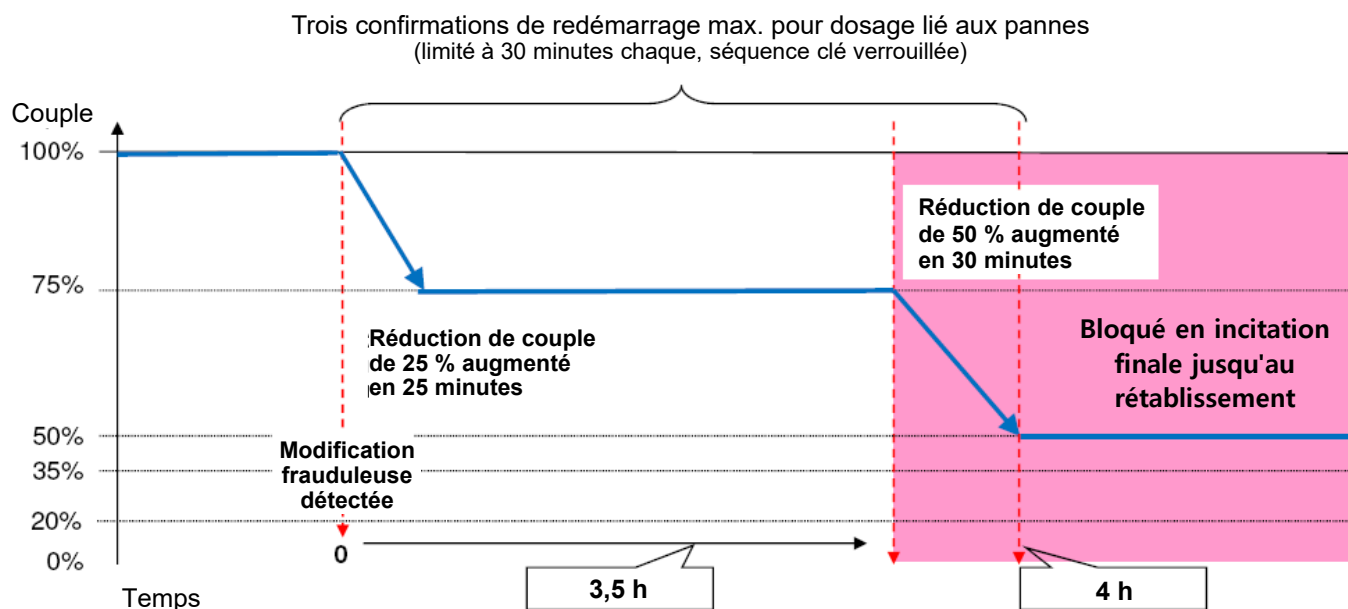 Trois confirmations de redémarrage max. pour dosage lié aux pannes
(limité à 30 minutes chaque, séquence clé verrouillée)
Couple
100%
75%
50%
35%
20%
0%
Réduction de couple
de 25 % augmenté
en 25 minutes
Réduction de couple
de 50 % augmenté
en 30 minutes
Bloqué en incitation
finale jusqu'au
rétablissement
Modification
frauduleuse
détectée
0
3,5 h
4 h
Temps